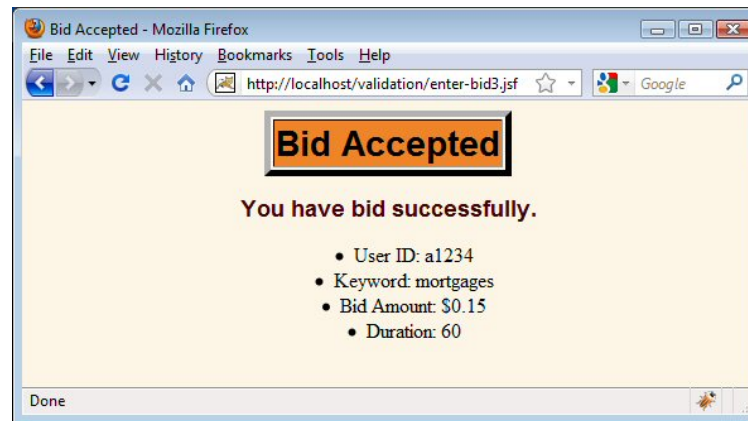 Bid Accepted - Mozilla Firefox
File Edit View History Bookmarks Tools Help
http://localhost/validation/enter-bid3.jsf Google
Bid Accepted
You have bid successfully.
• User ID: a1234
• Keyword: mortgages
• Bid Amount: $0.15
• Duration: 60
Done